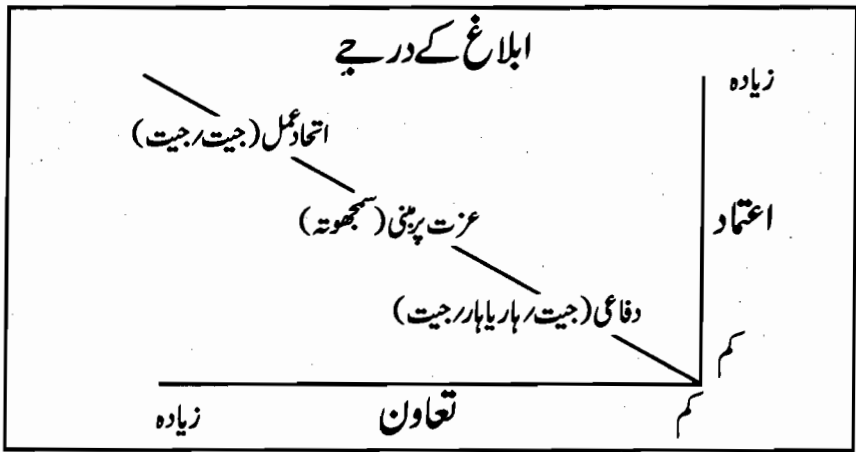 ابلاغ کے درجے
زیادہ
اتحاد عمل (جیت/جیت)
عزت پر مبنی (سمجھوتہ)
اعتماد
دفاعی (جیت/ہار یا ہار/جیت)
کم
کم
تعاون
زیادہ